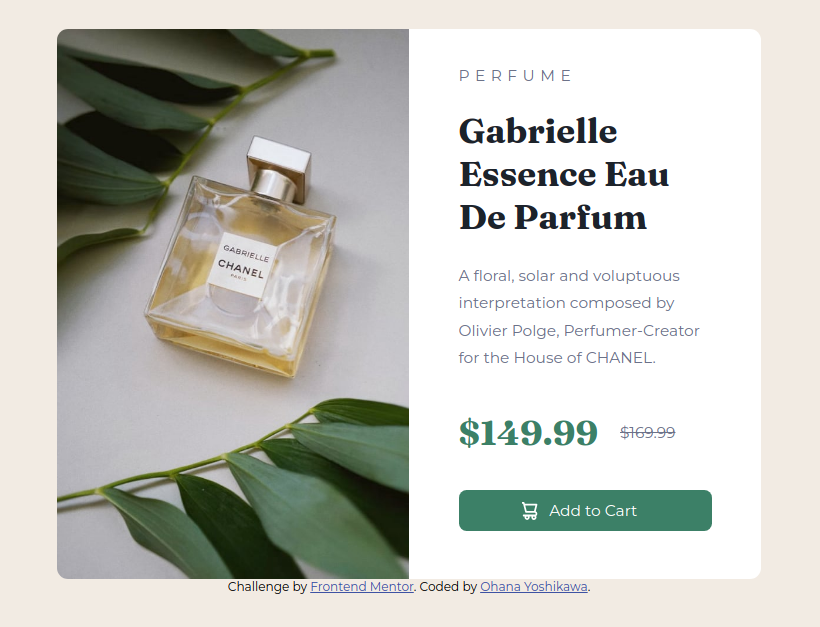 PERFUME
Gabrielle
Essence Eau
De Parfum
A floral, solar and voluptuous
interpretation composed by
Olivier Polge, Perfumer-Creator
for the House of CHANEL.
$149.99 $169.99
Add to Cart
GABRIELLE
CHANEL
PARIS
Challenge by Frontend Mentor. Coded by Ohana Yoshikawa.